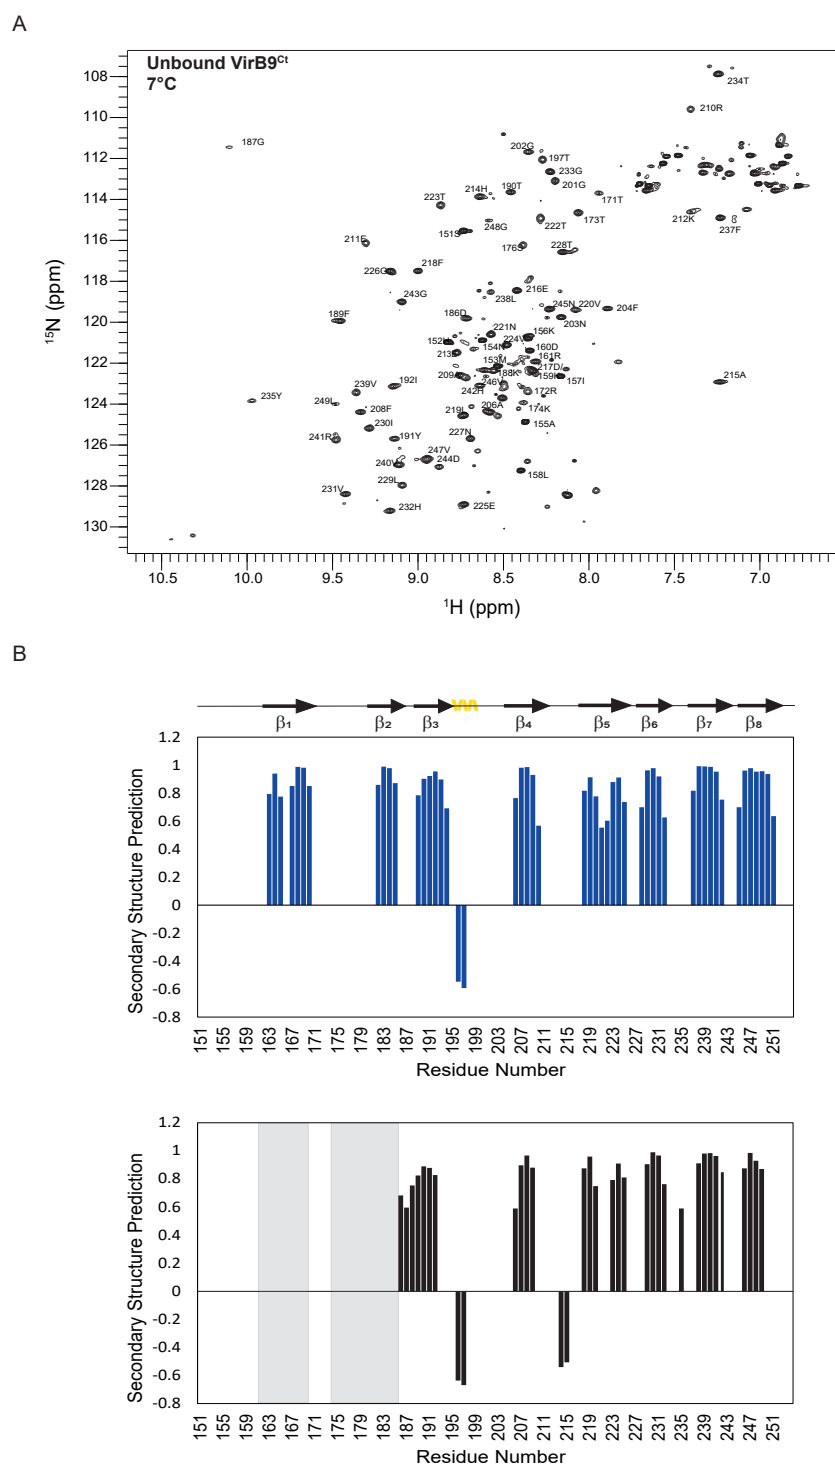 A
Unbound VirB9Ct
7°C
108
110
112
114
116
118
120
122
124
126
128
130
15N (ppm)
234T
210R
187G
202G
197T
233G
201G
190T
214H
223T
171T
173T
222T
248G
151S
212K
237F
211E
176S
228T
218F
226G
216E
238L
243G
245N
220V
204F
189F
186D
203N
221N
156K
152H
154N
224V
160D
213
153M
161R
217D/
209A
188K
159H
157I
239V
192I
246V
242H
172R
235Y
249L
208F
206A
174K
219L
155A
230I
241R
191Y
227N
247V
240V
244D
158L
229L
231V
232H
225E
10.5
10.0
9.5
9.0
8.5
8.0
7.5
7.0
1H (ppm)
B
β1
β2
β3
β4
β5
β6
β7
β8
1.2
1
0.8
0.6
0.4
0.2
0
-0.2
-0.4
-0.6
-0.8
Secondary Structure Prediction
151
155
159
163
167
171
175
179
183
187
191
195
199
203
207
211
215
219
223
227
231
235
239
243
247
251
Residue Number
1.2
1
0.8
0.6
0.4
0.2
0
-0.2
-0.4
-0.6
-0.8
Secondary Structure Prediction
151
155
159
163
167
171
175
179
183
187
191
195
199
203
207
211
215
219
223
227
231
235
239
243
247
251
Residue Number
215A